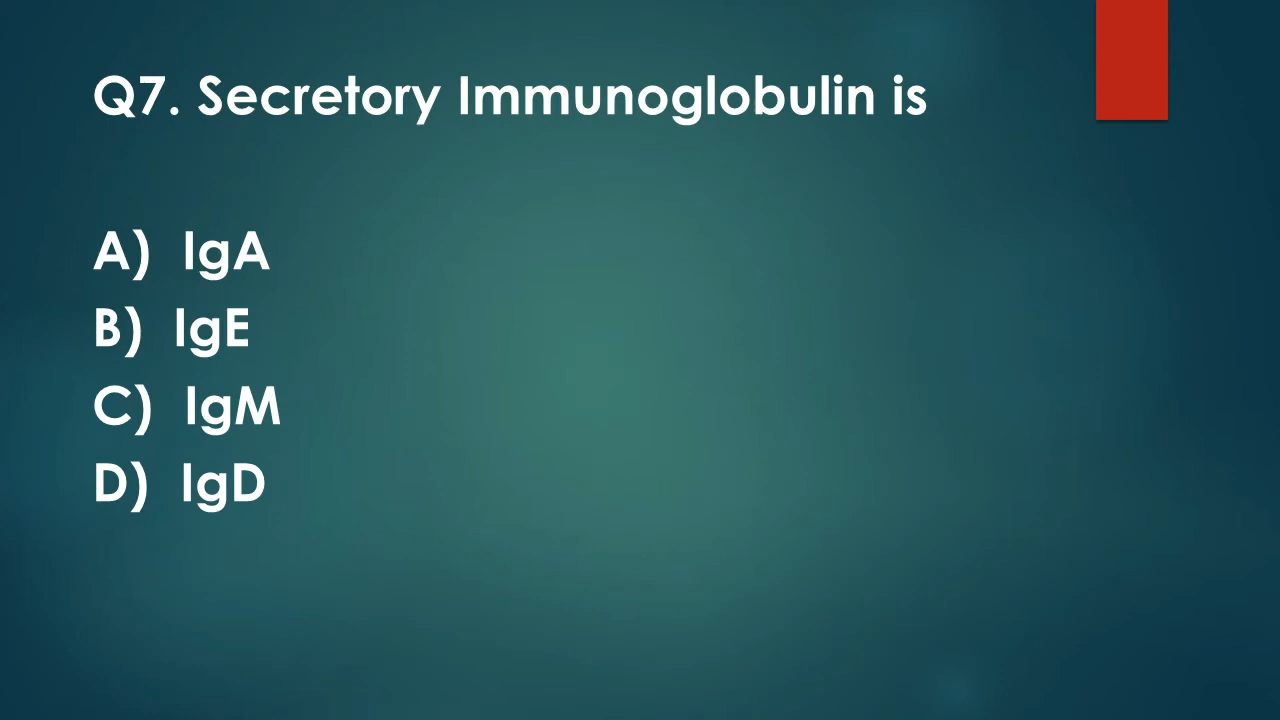 Q7. Secretory Immunoglobulin is
A) IgA
B) IgE
C) IgM
D) IgD